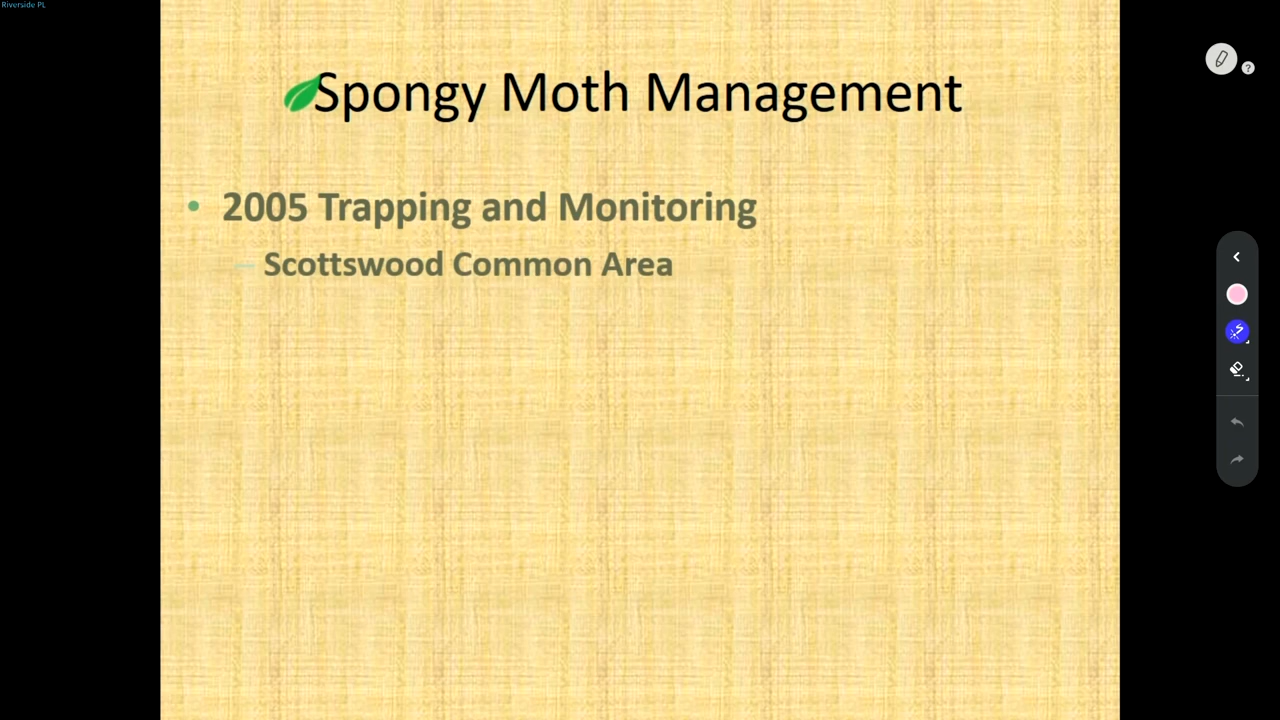 Riverside PL
Spongy Moth Management
• 2005 Trapping and Monitoring
– Scottswood Common Area
?